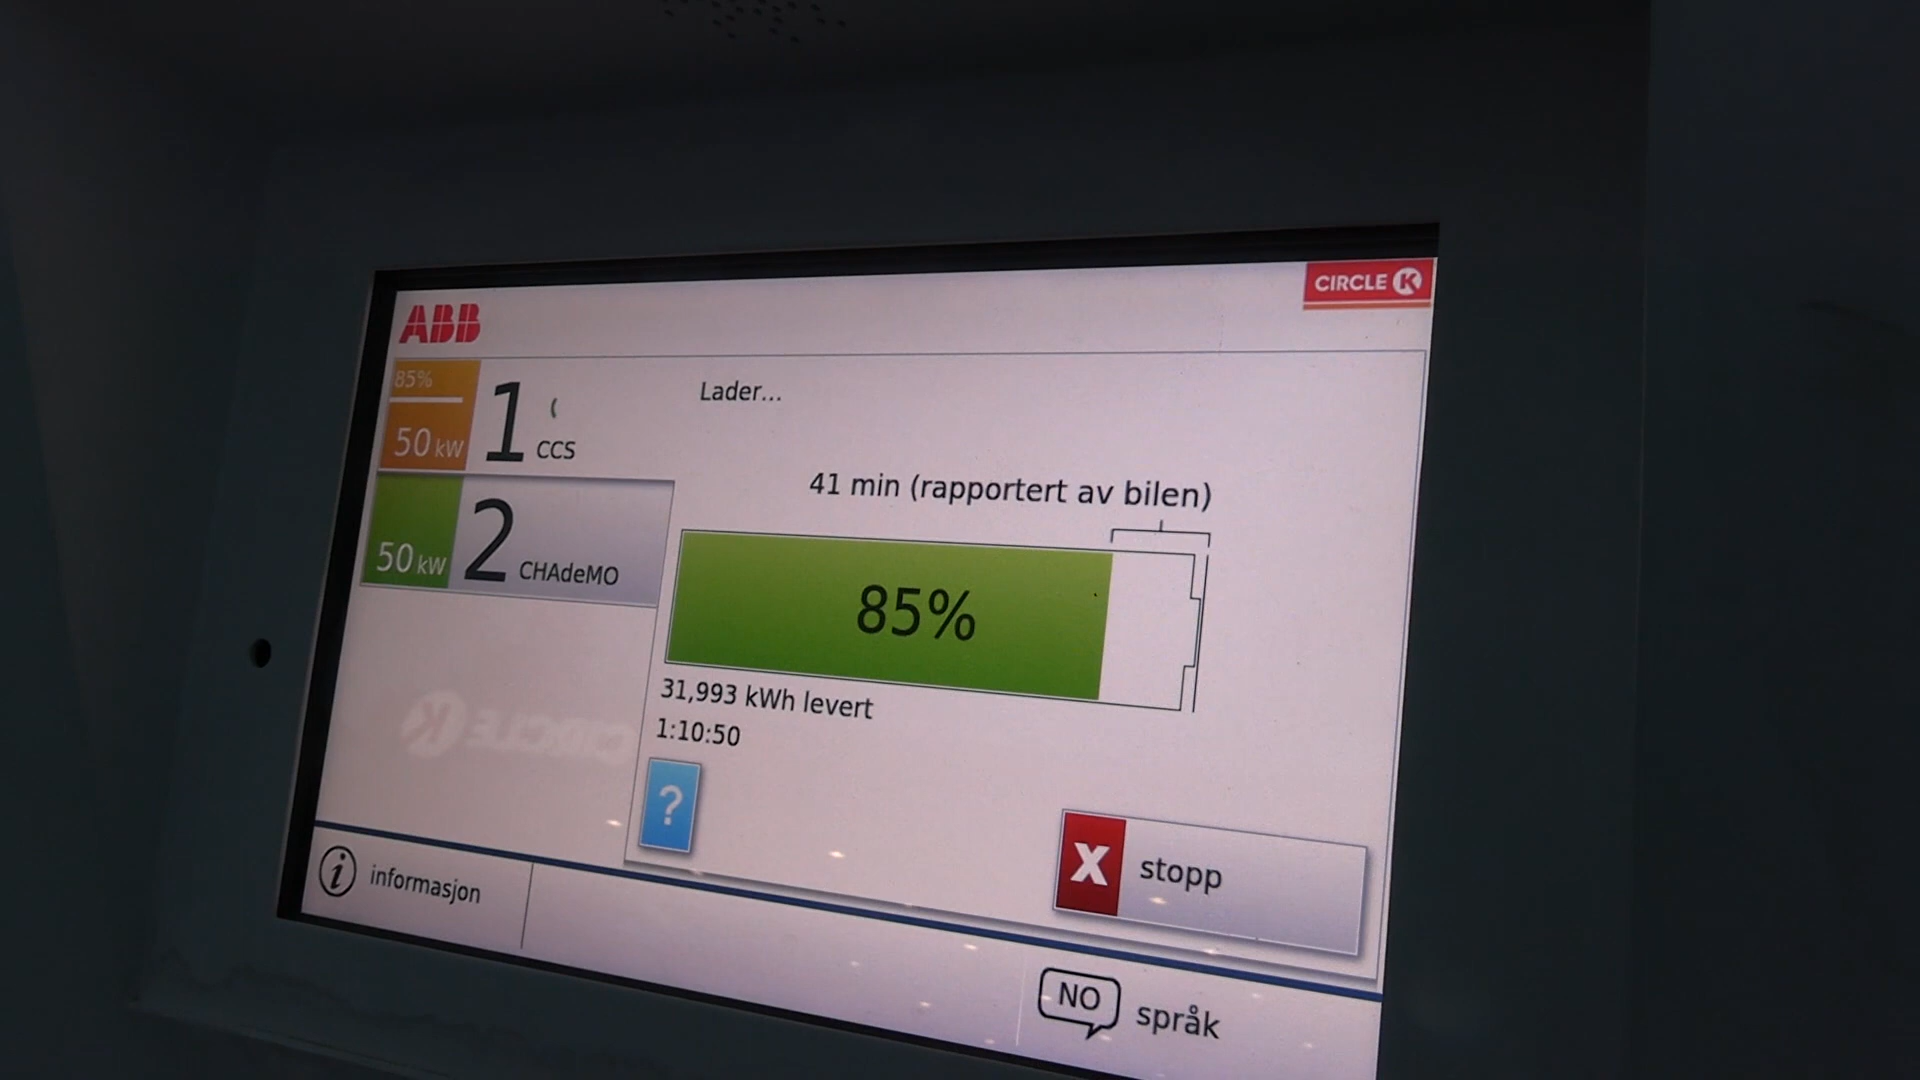 ABB
CIRCLE K
85%
50 kW
1 CCS
50 kW
2 CHAdeMO
Lader...
41 min (rapportert av bilen)
85%
31,993 kWh levert
1:10:50
?
X stopp
i informasjon
NO språk
CIRCLE K